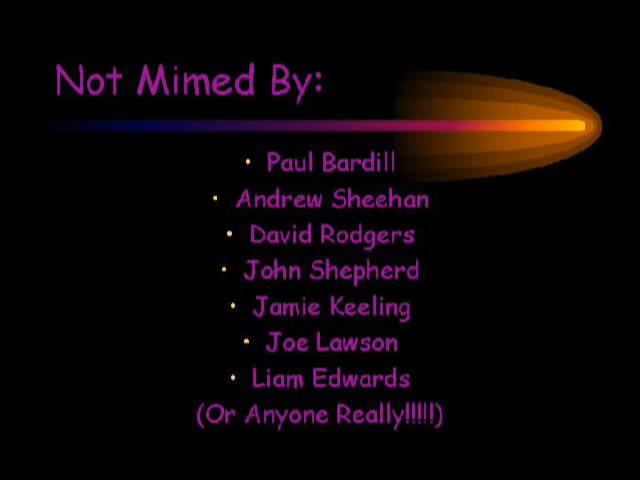 Not Mimed By:
• Paul Bardill
• Andrew Sheehan
• David Rodgers
• John Shepherd
• Jamie Keeling
• Joe Lawson
• Liam Edwards
(Or Anyone Really!!!!!)